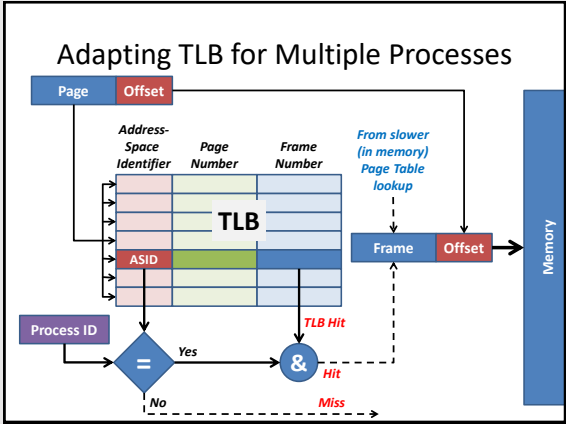 Adapting TLB for Multiple Processes
Page
Offset
Address-
Space
Identifier
Page
Number
Frame
Number
From slower
(in memory)
Page Table
lookup
TLB
ASID
Frame
Offset
Memory
Process ID
=
Yes
No
TLB Hit
&
Hit
Miss